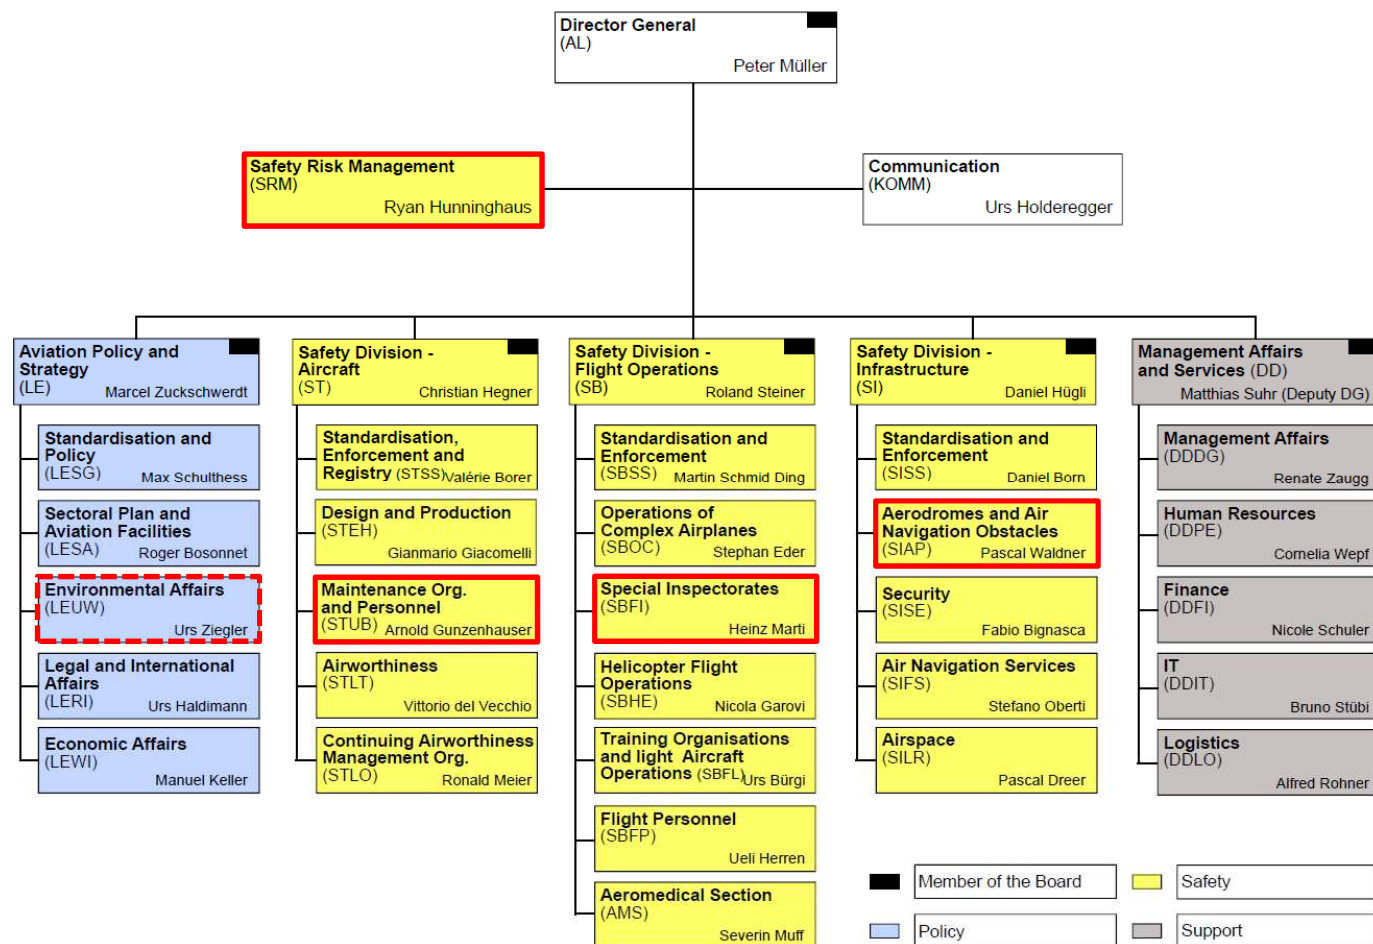 Director General
(AL)
Peter Müller
Safety Risk Management
(SRM)
Ryan Hunninghaus
Communication
(KOMM)
Urs Holderegger
Aviation Policy and
Strategy
(LE) Marcel Zuckschwerdt
Standardisation and
Policy
(LESG) Max Schulthess
Sectoral Plan and
Aviation Facilities
(LESA) Roger Bosonnet
Environmental Affairs
(LEUW)
Urs Ziegler
Legal and International
Affairs
(LERI) Urs Haldimann
Economic Affairs
(LEWI)
Manuel Keller
Safety Division -
Aircraft
(ST) Christian Hegner
Standardisation,
Enforcement and
Registry (STSS) Valérie Borer
Design and Production
(STEH)
Gianmario Giacomelli
Maintenance Org.
and Personnel
(STUB) Arnold Gunzenhauser
Airworthiness
(STLT)
Vittorio del Vecchio
Continuing Airworthiness
Management Org.
(STLO) Ronald Meier
Safety Division -
Flight Operations
(SB) Roland Steiner
Standardisation and
Enforcement
(SBSS) Martin Schmid Ding
Operations of
Complex Airplanes
(SBOC) Stephan Eder
Special Inspectorates
(SBFI)
Heinz Marti
Helicopter Flight
Operations
(SBHE) Nicola Garovi
Training Organisations
and light Aircraft
Operations (SBFL) Urs Bürgi
Flight Personnel
(SBFP)
Ueli Herren
Aeromedical Section
(AMS)
Severin Muff
Safety Division -
Infrastructure
(SI) Daniel Hügli
Standardisation and
Enforcement
(SISS) Daniel Born
Aerodromes and Air
Navigation Obstacles
(SIAP) Pascal Waldner
Security
(SISE)
Fabio Bignasca
Air Navigation Services
(SIFS)
Stefano Oberti
Airspace
(SILR)
Pascal Dreer
Management Affairs
and Services (DD)
Matthias Suhr (Deputy DG)
Management Affairs
(DDDG)
Renate Zaugg
Human Resources
(DDPE)
Cornelia Wepf
Finance
(DDFI)
Nicole Schuler
IT
(DDIT)
Bruno Stübi
Logistics
(DDLO)
Alfred Rohner
Member of the Board
Safety
Policy
Support